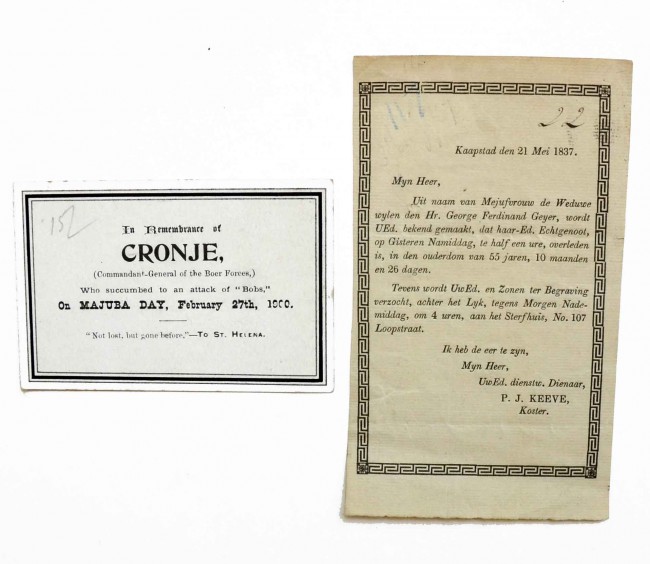 152
In Remembrance of
CRONJE,
(Commandant-General of the Boer Forces,)
Who succumbed to an attack of "Bobs,"
On MAJUBA DAY, February 27th, 1900.
"Not lost, but gone before,"—To St. Helena.
22
Kaapstad den 21 Mei 1837.
Myn Heer,
Uit naam van Mejufvrouw de Weduwe
wylen den Hr. George Ferdinand Geyer, wordt
UEd. bekend gemaakt, dat haar-Ed. Echtgenoot,
op Gisteren Namiddag, te half een ure, overleden
is, in den ouderdom van 55 jaren, 10 maanden
en 26 dagen.
Tevens wordt UwEd. en Zonen ter Begraving
verzocht, achter het Lyk, tegens Morgen Nade-
middag, om 4 uren, aan het Sterfhuis, No. 107
Loopstraat.
Ik heb de eer te zyn,
Myn Heer,
UwEd. dienstw. Dienaar,
P. J. KEEVE,
Koster.